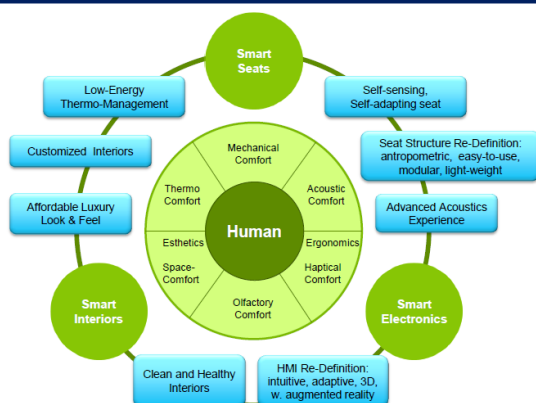 Smart
Seats
Low-Energy
Thermo-Management
Self-sensing,
Self-adapting seat
Customized Interiors
Seat Structure Re-Definition:
antropometric, easy-to-use,
modular, light-weight
Affordable Luxury
Look & Feel
Advanced Acoustics
Experience
Mechanical
Comfort
Thermo
Comfort
Acoustic
Comfort
Human
Esthetics
Ergonomics
Space-
Comfort
Haptical
Comfort
Olfactory
Comfort
Smart
Interiors
Smart
Electronics
Clean and Healthy
Interiors
HMI Re-Definition:
intuitive, adaptive, 3D,
w. augmented reality